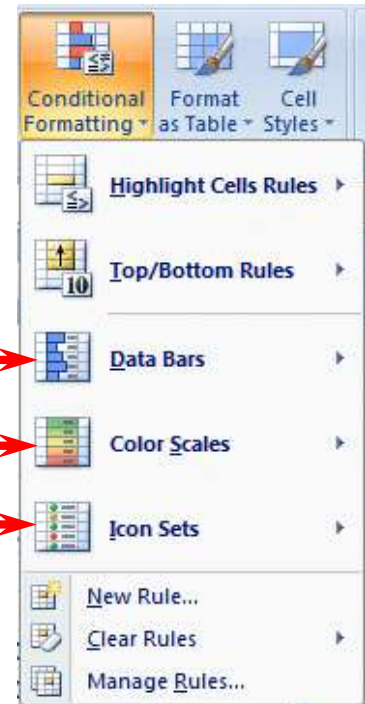 Conditional Format Cell
Formatting as Table Styles
Highlight Cells Rules
10
Top/Bottom Rules
Data Bars
Color Scales
Icon Sets
New Rule...
Clear Rules
Manage Rules...